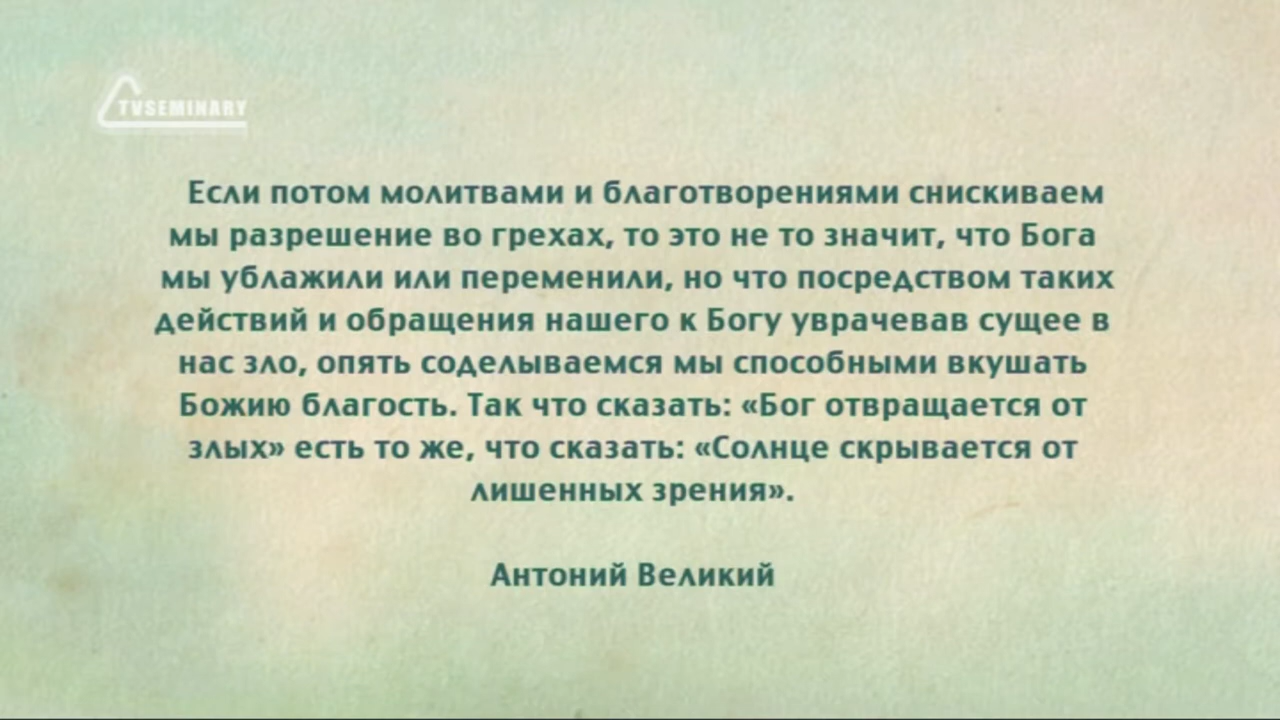 TVSEMINARY
Если потом молитвами и благотворениями снискиваем
мы разрешение во грехах, то это не то значит, что Бога
мы ублажили или переменили, но что посредством таких
действий и обращения нашего к Богу уврачевав сущее в
нас зло, опять соделываемся мы способными вкушать
Божию благость. Так что сказать: «Бог отвращается от
злых» есть то же, что сказать: «Солнце скрывается от
лишенных зрения».
Антоний Великий